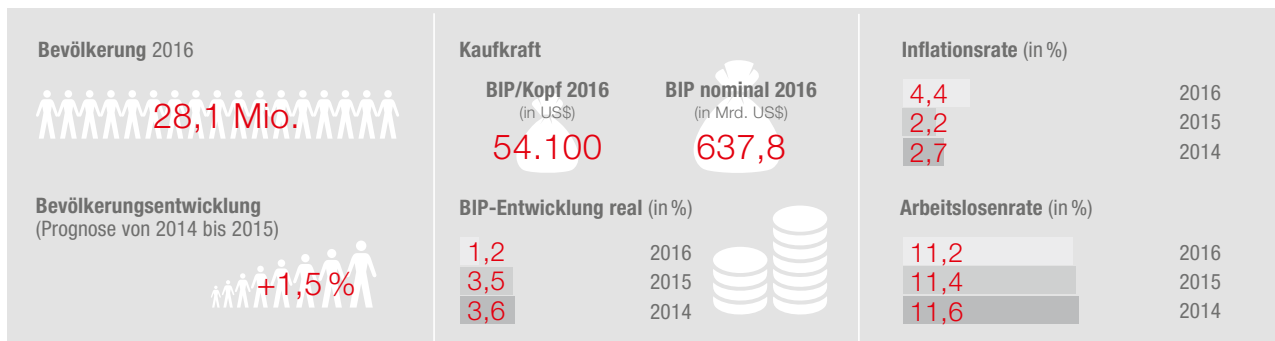 Bevölkerung 2016
28,1 Mio.
Bevölkerungsentwicklung
(Prognose von 2014 bis 2015)
+1,5 %
Kaufkraft
BIP/Kopf 2016
(in US$)
54.100
BIP nominal 2016
(in Mrd. US$)
637,8
BIP-Entwicklung real (in %)
1,2 2016
3,5 2015
3,6 2014
Inflationsrate (in %)
4,4 2016
2,2 2015
2,7 2014
Arbeitslosenrate (in %)
11,2 2016
11,4 2015
11,6 2014